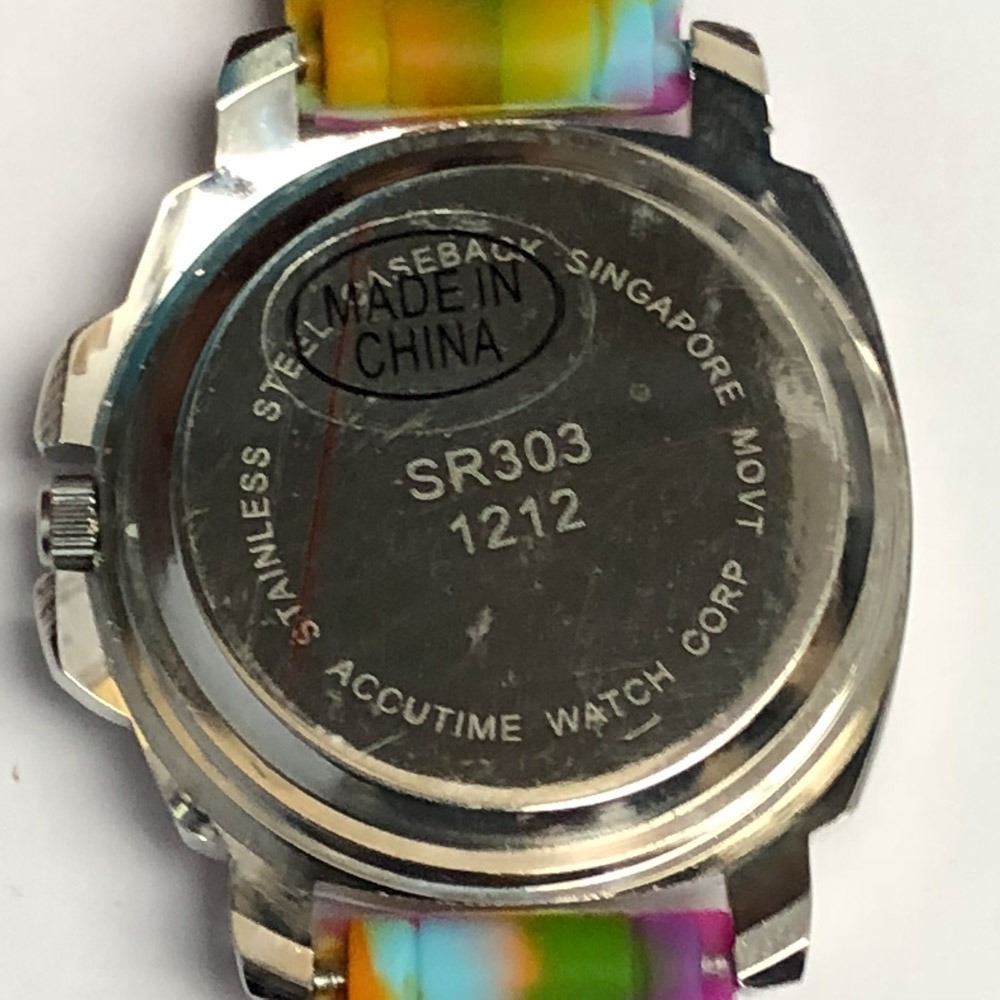 STAINLESS STEEL CASEBACK SINGAPORE MOVT
ACCUTIME WATCH CORP
MADE IN
CHINA
SR303
1212